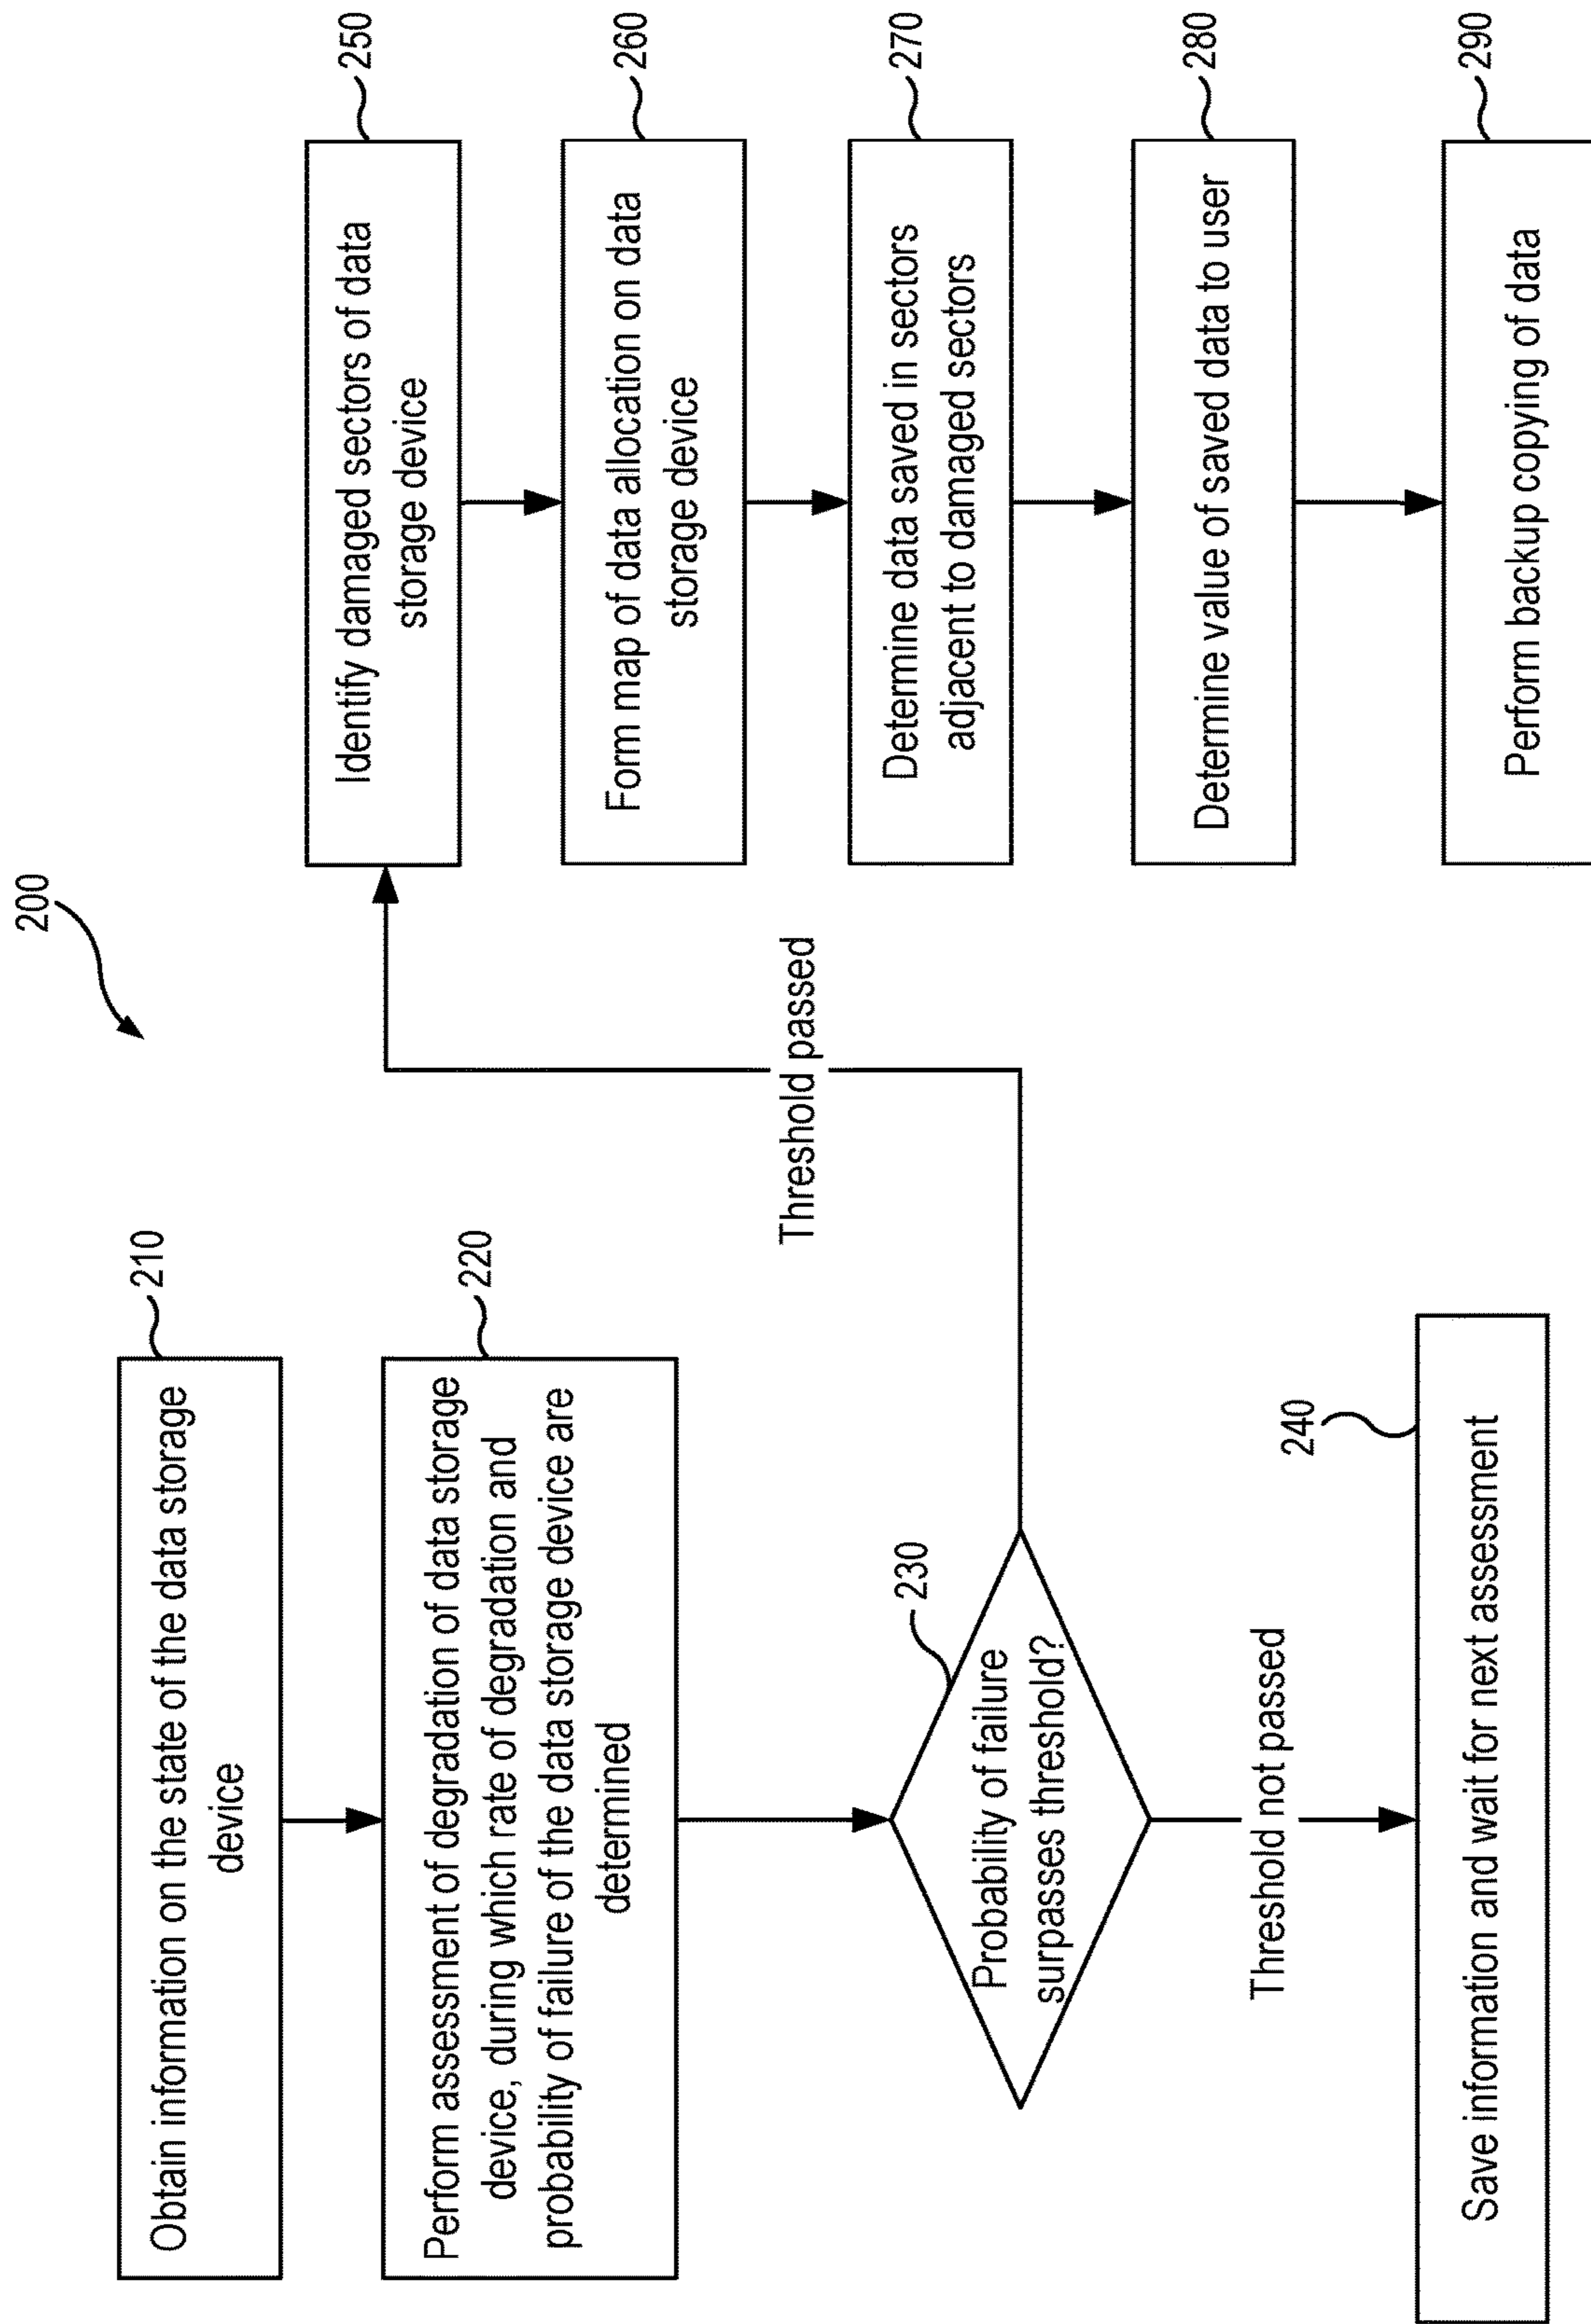 200
210
Obtain information on the state of the data storage
device
220
Perform assessment of degradation of data storage
device, during which rate of degradation and
probability of failure of the data storage device are
determined
230
Probability of failure
surpasses threshold?
Threshold not passed
240
Save information and wait for next assessment
Threshold passed
250
Identify damaged sectors of data
storage device
260
Form map of data allocation on data
storage device
270
Determine data saved in sectors
adjacent to damaged sectors
280
Determine value of saved data to user
290
Perform backup copying of data